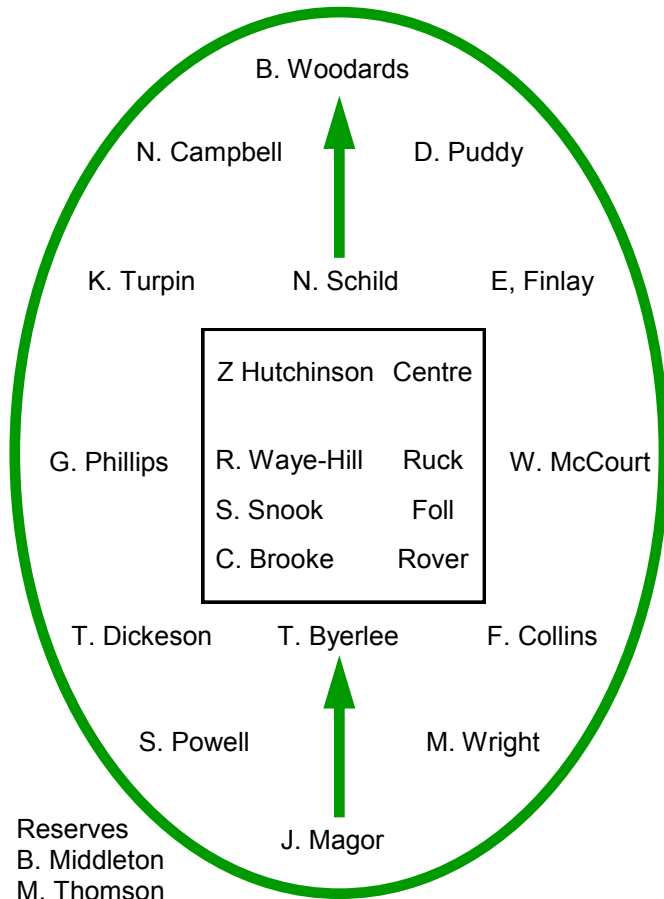 B. Woodards
N. Campbell D. Puddy
K. Turpin N. Schild E, Finlay
Z Hutchinson Centre
G. Phillips R. Waye-Hill Ruck W. McCourt
S. Snook Foll
C. Brooke Rover
T. Dickeson T. Byerlee F. Collins
S. Powell M. Wright
J. Magor
Reserves
B. Middleton
M. Thomson